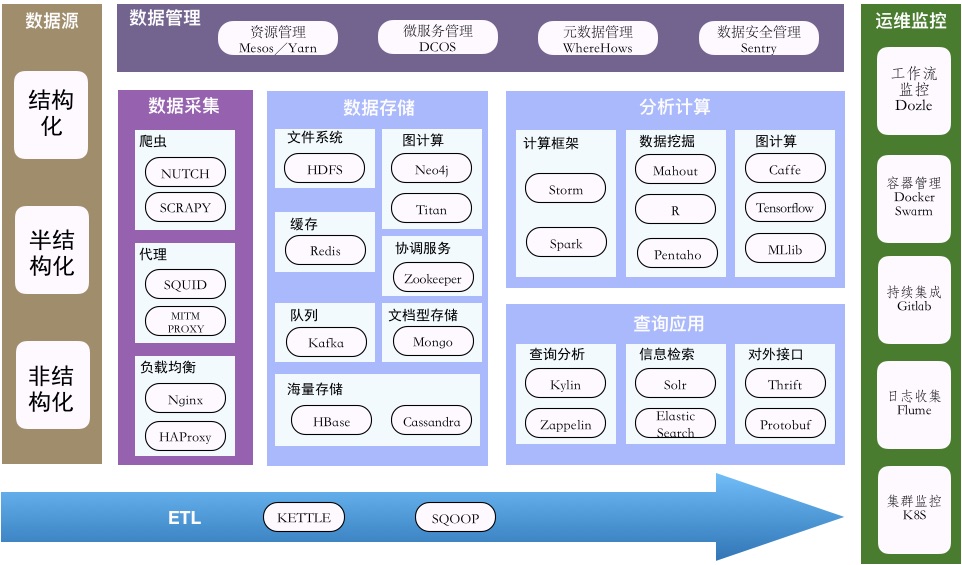 数据源
结构
化
半结
构化
非结
构化
数据管理
资源管理
Mesos／Yarn
微服务管理
DCOS
元数据管理
WhereHows
数据安全管理
Sentry
数据采集
爬虫
NUTCH
SCRAPY
代理
SQUID
MITM
PROXY
负载均衡
Nginx
HAProxy
数据存储
文件系统
HDFS
图计算
Neo4j
Titan
缓存
Redis
协调服务
Zookeeper
队列
Kafka
文档型存储
Mongo
海量存储
HBase
Cassandra
分析计算
计算框架
Storm
Spark
数据挖掘
Mahout
R
Pentaho
图计算
Caffe
Tensorflow
MLlib
查询应用
查询分析
Kylin
Zappelin
信息检索
Solr
Elastic
Search
对外接口
Thrift
Protobuf
ETL
KETTLE
SQOOP
运维监控
工作流
监控
Dozle
容器管理
Docker
Swarm
持续集成
Gitlab
日志收集
Flume
集群监控
K8S